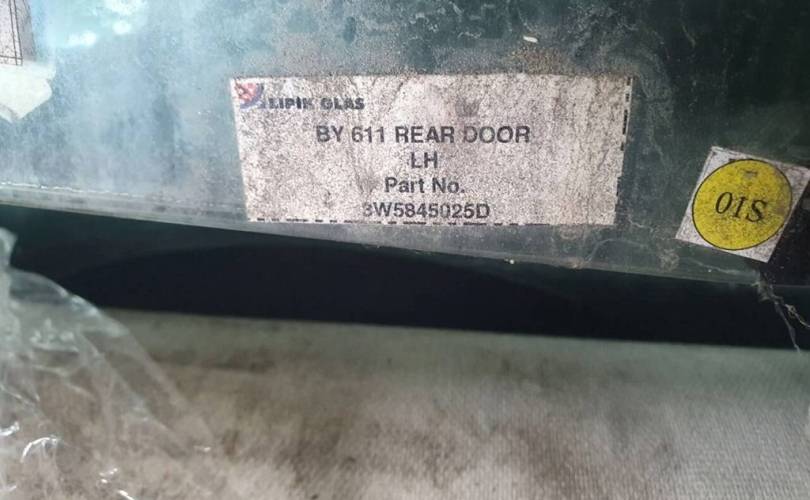 LIPIK GLAS
BY 611 REAR DOOR
LH
Part No.
3W5845025D
01S